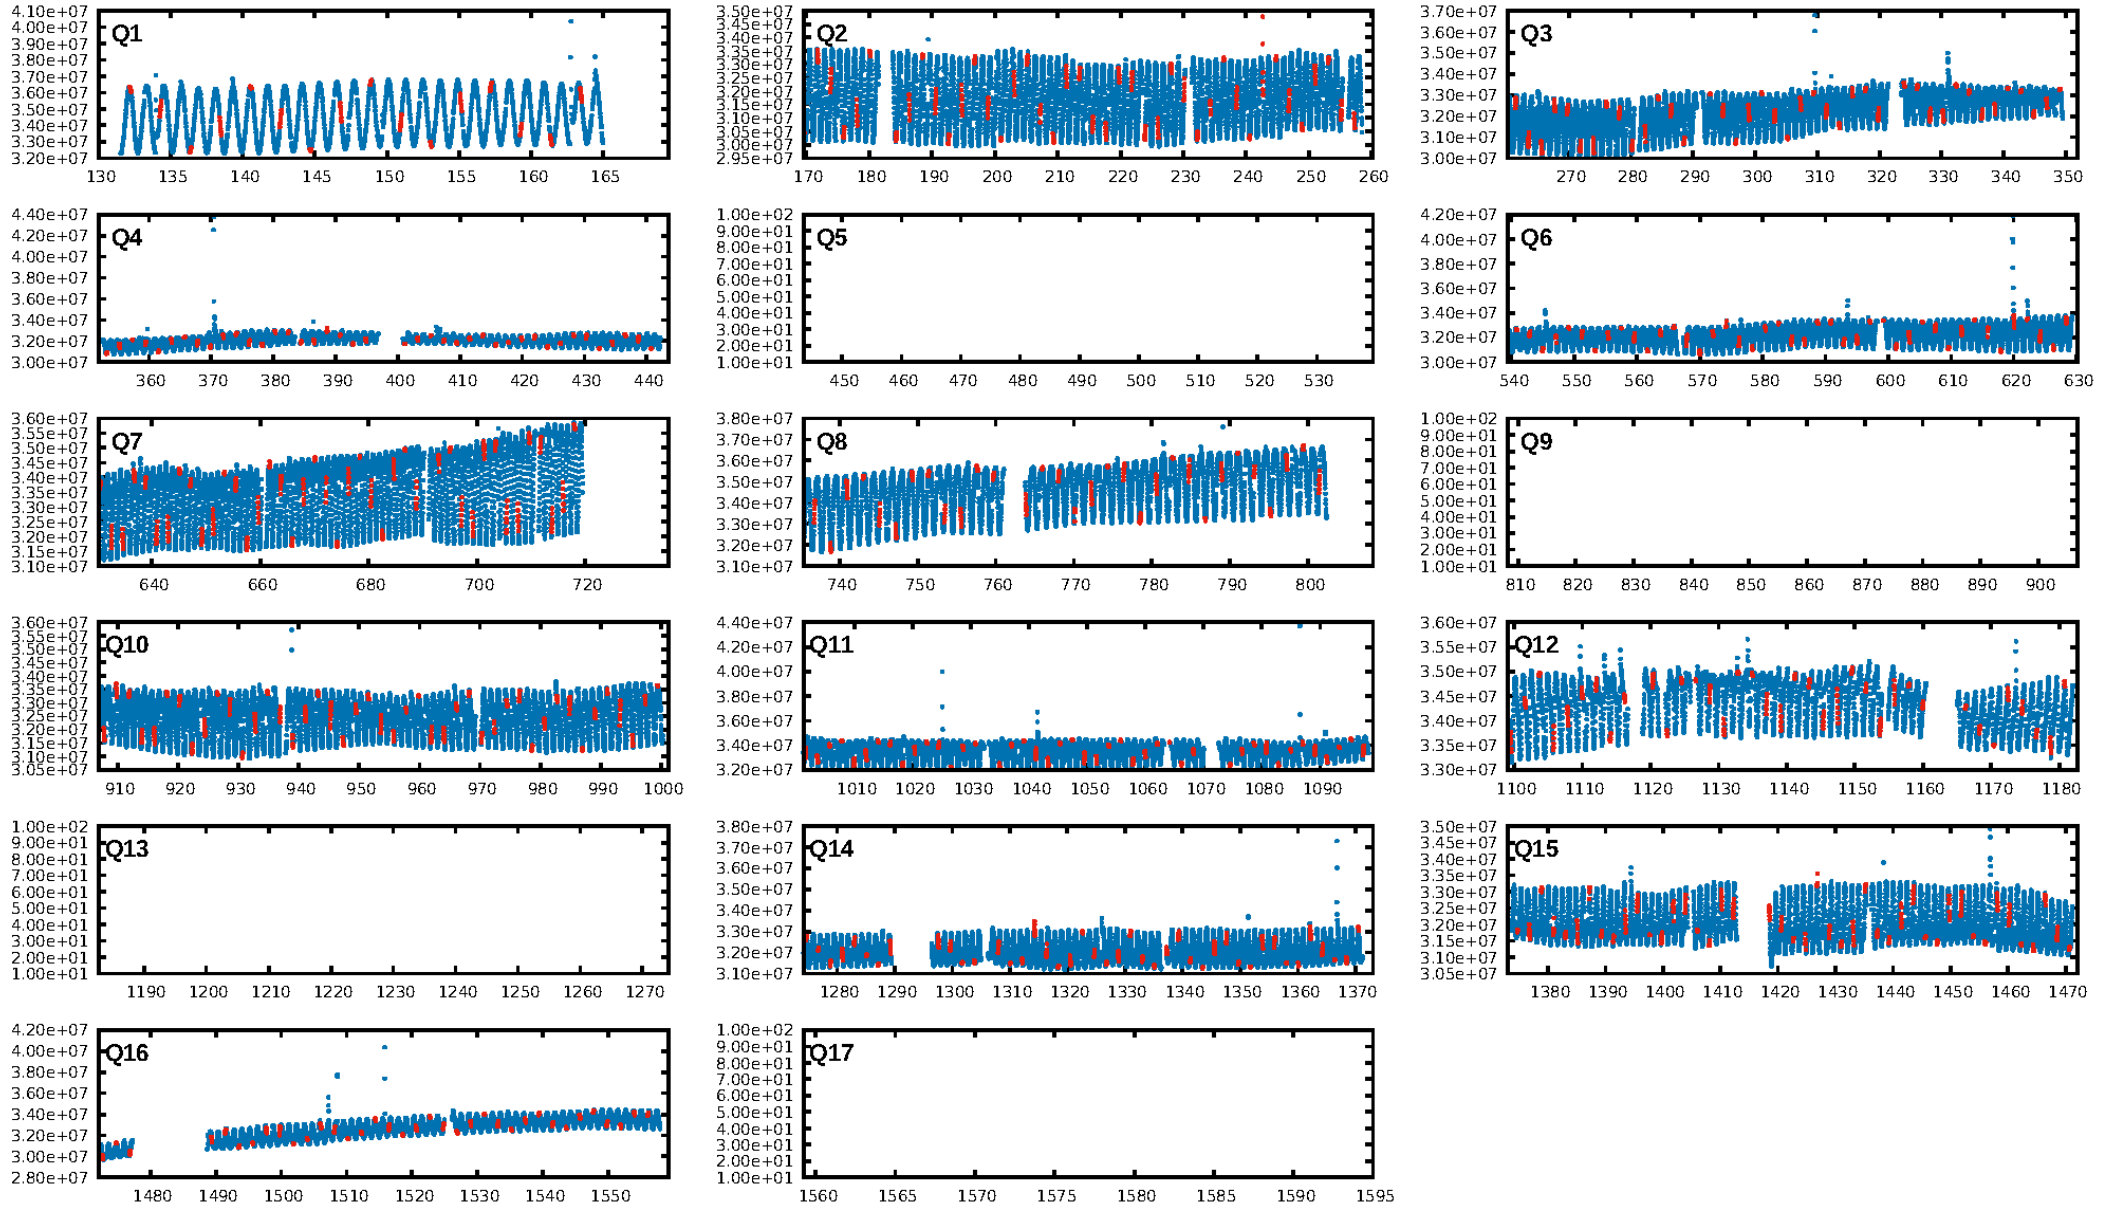 Q1
4.10e+07
4.00e+07
3.90e+07
3.80e+07
3.70e+07
3.60e+07
3.50e+07
3.40e+07
3.30e+07
3.20e+07
130 135 140 145 150 155 160 165
Q2
3.50e+07
3.45e+07
3.40e+07
3.35e+07
3.30e+07
3.25e+07
3.20e+07
3.15e+07
3.10e+07
3.05e+07
3.00e+07
2.95e+07
170 180 190 200 210 220 230 240 250 260
Q3
3.70e+07
3.60e+07
3.50e+07
3.40e+07
3.30e+07
3.20e+07
3.10e+07
3.00e+07
270 280 290 300 310 320 330 340 350
Q4
4.40e+07
4.20e+07
4.00e+07
3.80e+07
3.60e+07
3.40e+07
3.20e+07
3.00e+07
360 370 380 390 400 410 420 430 440
Q5
1.00e+02
9.00e+01
8.00e+01
7.00e+01
6.00e+01
5.00e+01
4.00e+01
3.00e+01
2.00e+01
1.00e+01
450 460 470 480 490 500 510 520 530
Q6
4.20e+07
4.00e+07
3.80e+07
3.60e+07
3.40e+07
3.20e+07
3.00e+07
540 550 560 570 580 590 600 610 620 630
Q7
3.60e+07
3.55e+07
3.50e+07
3.45e+07
3.40e+07
3.35e+07
3.30e+07
3.25e+07
3.20e+07
3.15e+07
3.10e+07
640 660 680 700 720
Q8
3.80e+07
3.70e+07
3.60e+07
3.50e+07
3.40e+07
3.30e+07
3.20e+07
3.10e+07
740 750 760 770 780 790 800
Q9
1.00e+02
9.00e+01
8.00e+01
7.00e+01
6.00e+01
5.00e+01
4.00e+01
3.00e+01
2.00e+01
1.00e+01
810 820 830 840 850 860 870 880 890 900
Q10
3.60e+07
3.55e+07
3.50e+07
3.45e+07
3.40e+07
3.35e+07
3.30e+07
3.25e+07
3.20e+07
3.15e+07
3.10e+07
3.05e+07
910 920 930 940 950 960 970 980 990 1000
Q11
4.40e+07
4.20e+07
4.00e+07
3.80e+07
3.60e+07
3.40e+07
3.20e+07
1010 1020 1030 1040 1050 1060 1070 1080 1090
Q12
3.60e+07
3.55e+07
3.50e+07
3.45e+07
3.40e+07
3.35e+07
3.30e+07
1100 1110 1120 1130 1140 1150 1160 1170 1180
Q13
1.00e+02
9.00e+01
8.00e+01
7.00e+01
6.00e+01
5.00e+01
4.00e+01
3.00e+01
2.00e+01
1.00e+01
1190 1200 1210 1220 1230 1240 1250 1260 1270
Q14
3.80e+07
3.70e+07
3.60e+07
3.50e+07
3.40e+07
3.30e+07
3.20e+07
3.10e+07
1280 1290 1300 1310 1320 1330 1340 1350 1360 1370
Q15
3.50e+07
3.45e+07
3.40e+07
3.35e+07
3.30e+07
3.25e+07
3.20e+07
3.15e+07
3.10e+07
3.05e+07
1380 1390 1400 1410 1420 1430 1440 1450 1460 1470
Q16
4.20e+07
4.00e+07
3.80e+07
3.60e+07
3.40e+07
3.20e+07
3.00e+07
2.80e+07
1480 1490 1500 1510 1520 1530 1540 1550
Q17
1.00e+02
9.00e+01
8.00e+01
7.00e+01
6.00e+01
5.00e+01
4.00e+01
3.00e+01
2.00e+01
1.00e+01
1560 1565 1570 1575 1580 1585 1590 1595